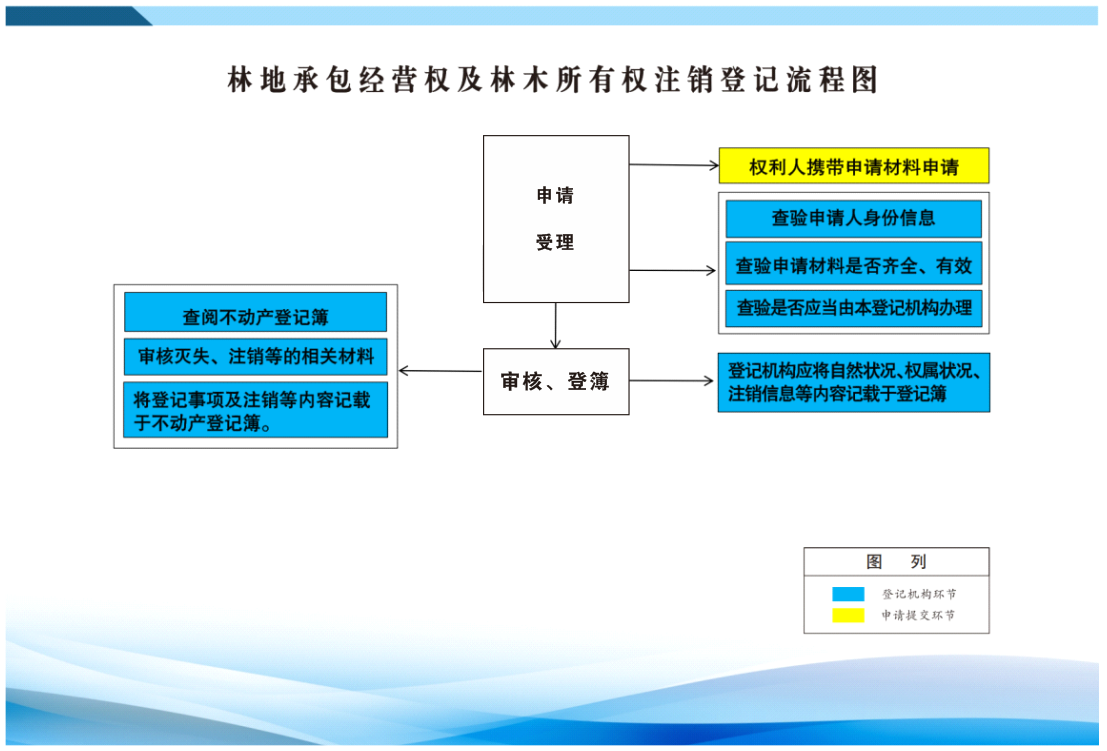 林地承包经营权及林木所有权注销登记流程图
申请
受理
权利人携带申请材料申请
查验申请人身份信息
查验申请材料是否齐全、有效
查验是否应当由本登记机构办理
查阅不动产登记簿
审核灭失、注销等的相关材料
将登记事项及注销等内容记载
于不动产登记簿。
审核、登簿
登记机构应将自然状况、权属状况、
注销信息等内容记载于登记簿
图 列
登记机构环节
申请提交环节